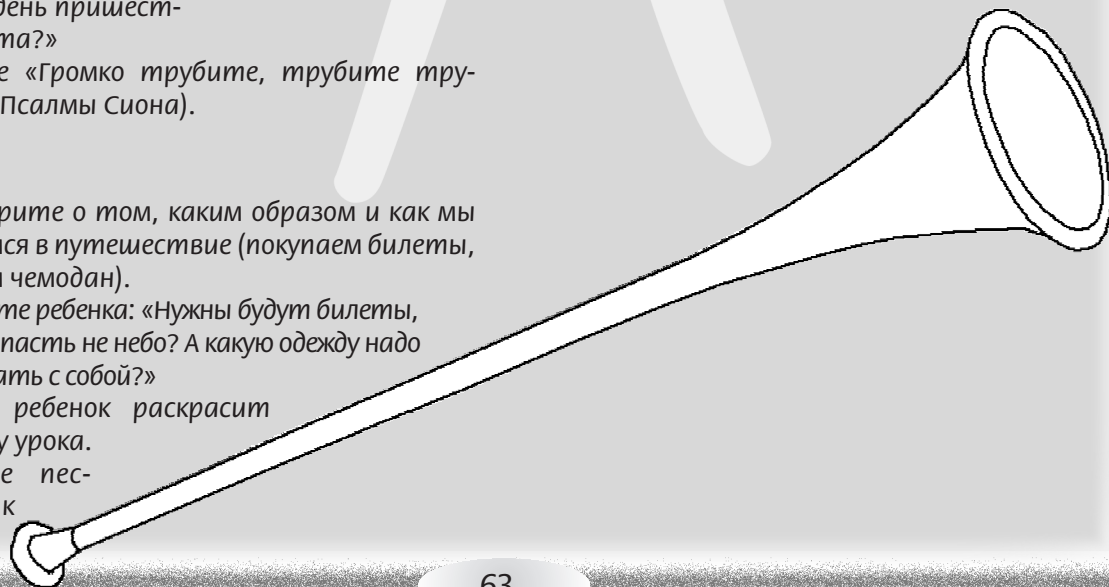 день пришест-
та?»
е «Громко трубите, трубите тру-
Псалмы Сиона).
рите о том, каким образом и как мы
ся в путешествие (покупаем билеты,
чемодан).
те ребенка: «Нужны будут билеты,
пасть не небо? А какую одежду надо
ать с собой?»
ребенок раскрасит
у урока.
е пес-
к
63